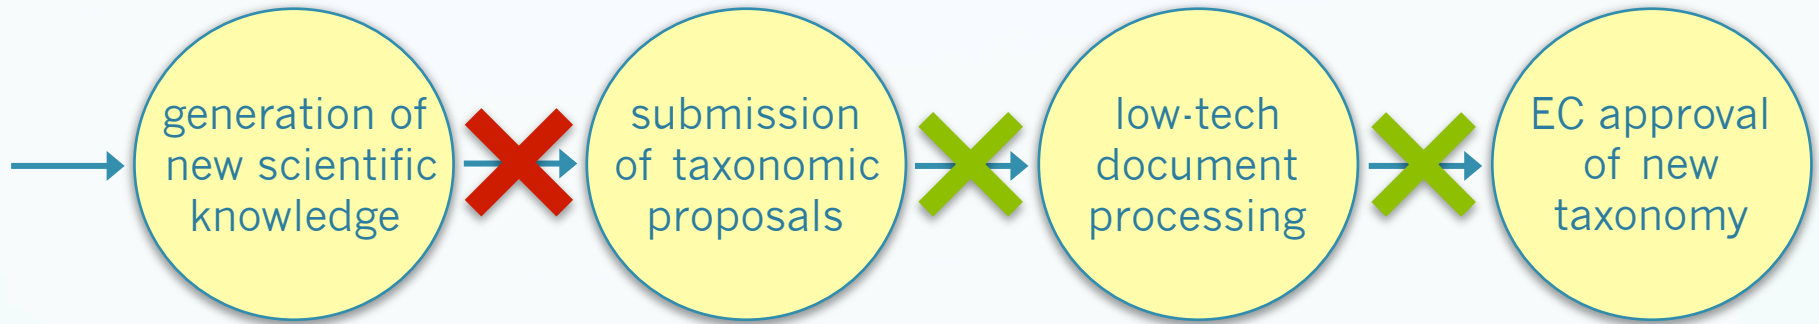 generation of
new scientific
knowledge
submission
of taxonomic
proposals
low-tech
document
processing
EC approval
of new
taxonomy